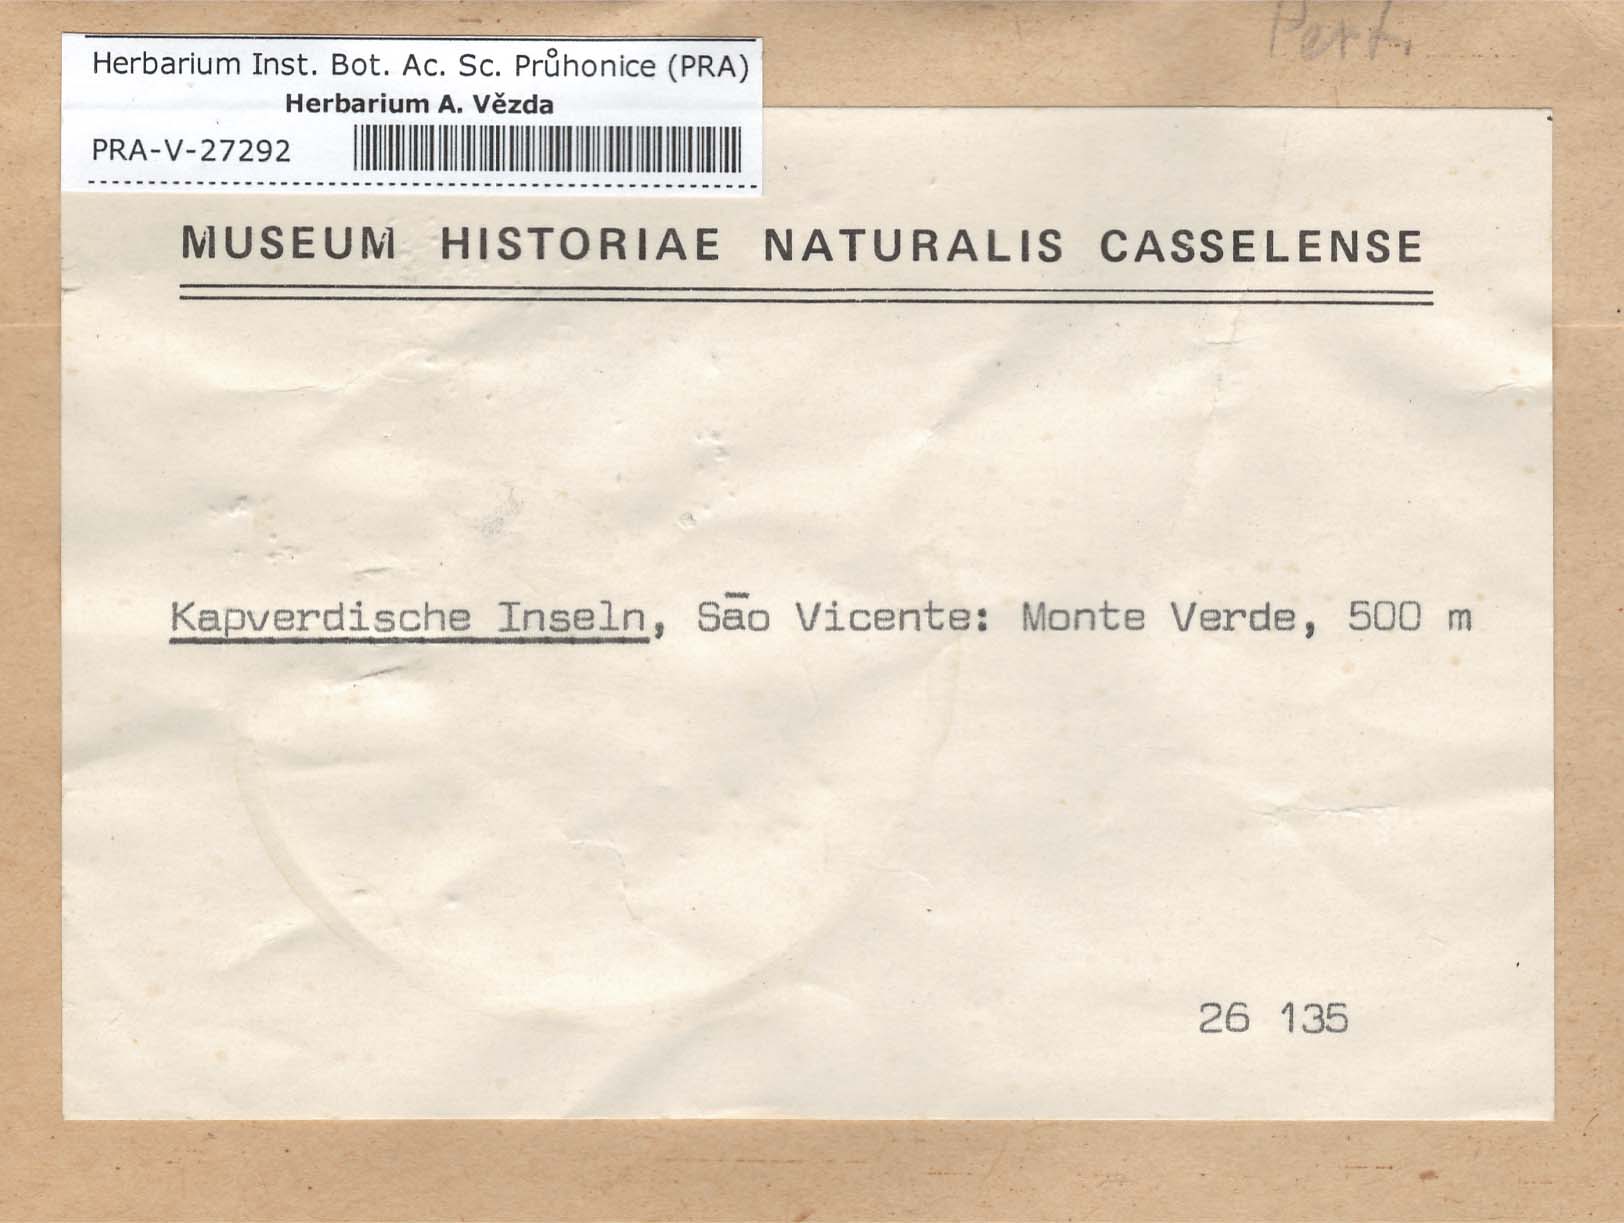 Pert.
Herbarium Inst. Bot. Ac. Sc. Průhonice (PRA)
Herbarium A. Vězda
PRA-V-27292
MUSEUM HISTORIAE NATURALIS CASSELENSE
Kapverdische Inseln, São Vicente: Monte Verde, 500 m
26 135